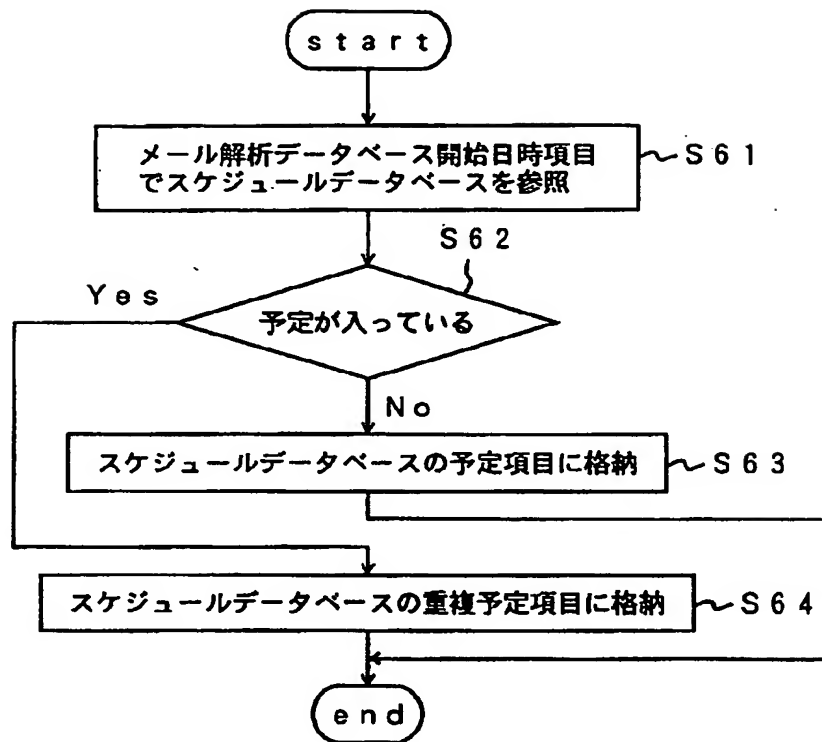 start
メール解析データベース開始日時項目
でスケジュールデータベースを参照
S61
S62
Yes
予定が入っている
No
スケジュールデータベースの予定項目に格納
S63
スケジュールデータベースの重複予定項目に格納
S64
end